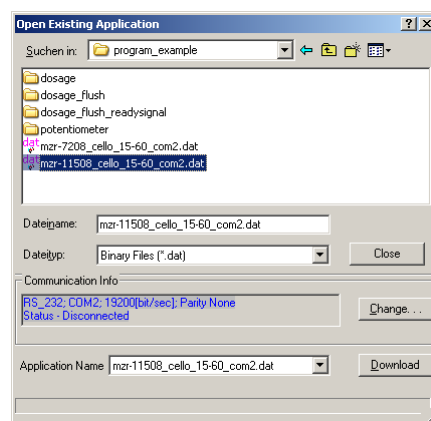 Open Existing Application
Suchen in: program_example
dosage
dosage_flush
dosage_flush_readysignal
potentiometer
dat mzr-7208_cello_15-60_com2.dat
dat mzr-11508_cello_15-60_com2.dat
Dateiname: mzr-11508_cello_15-60_com2.dat
Dateityp: Binary Files (*.dat) Close
Communication Info
RS_232; COM2; 19200[bit/sec]; Parity None
Status - Disconnected
Change. . .
Application Name mzr-11508_cello_15-60_com2.dat Download